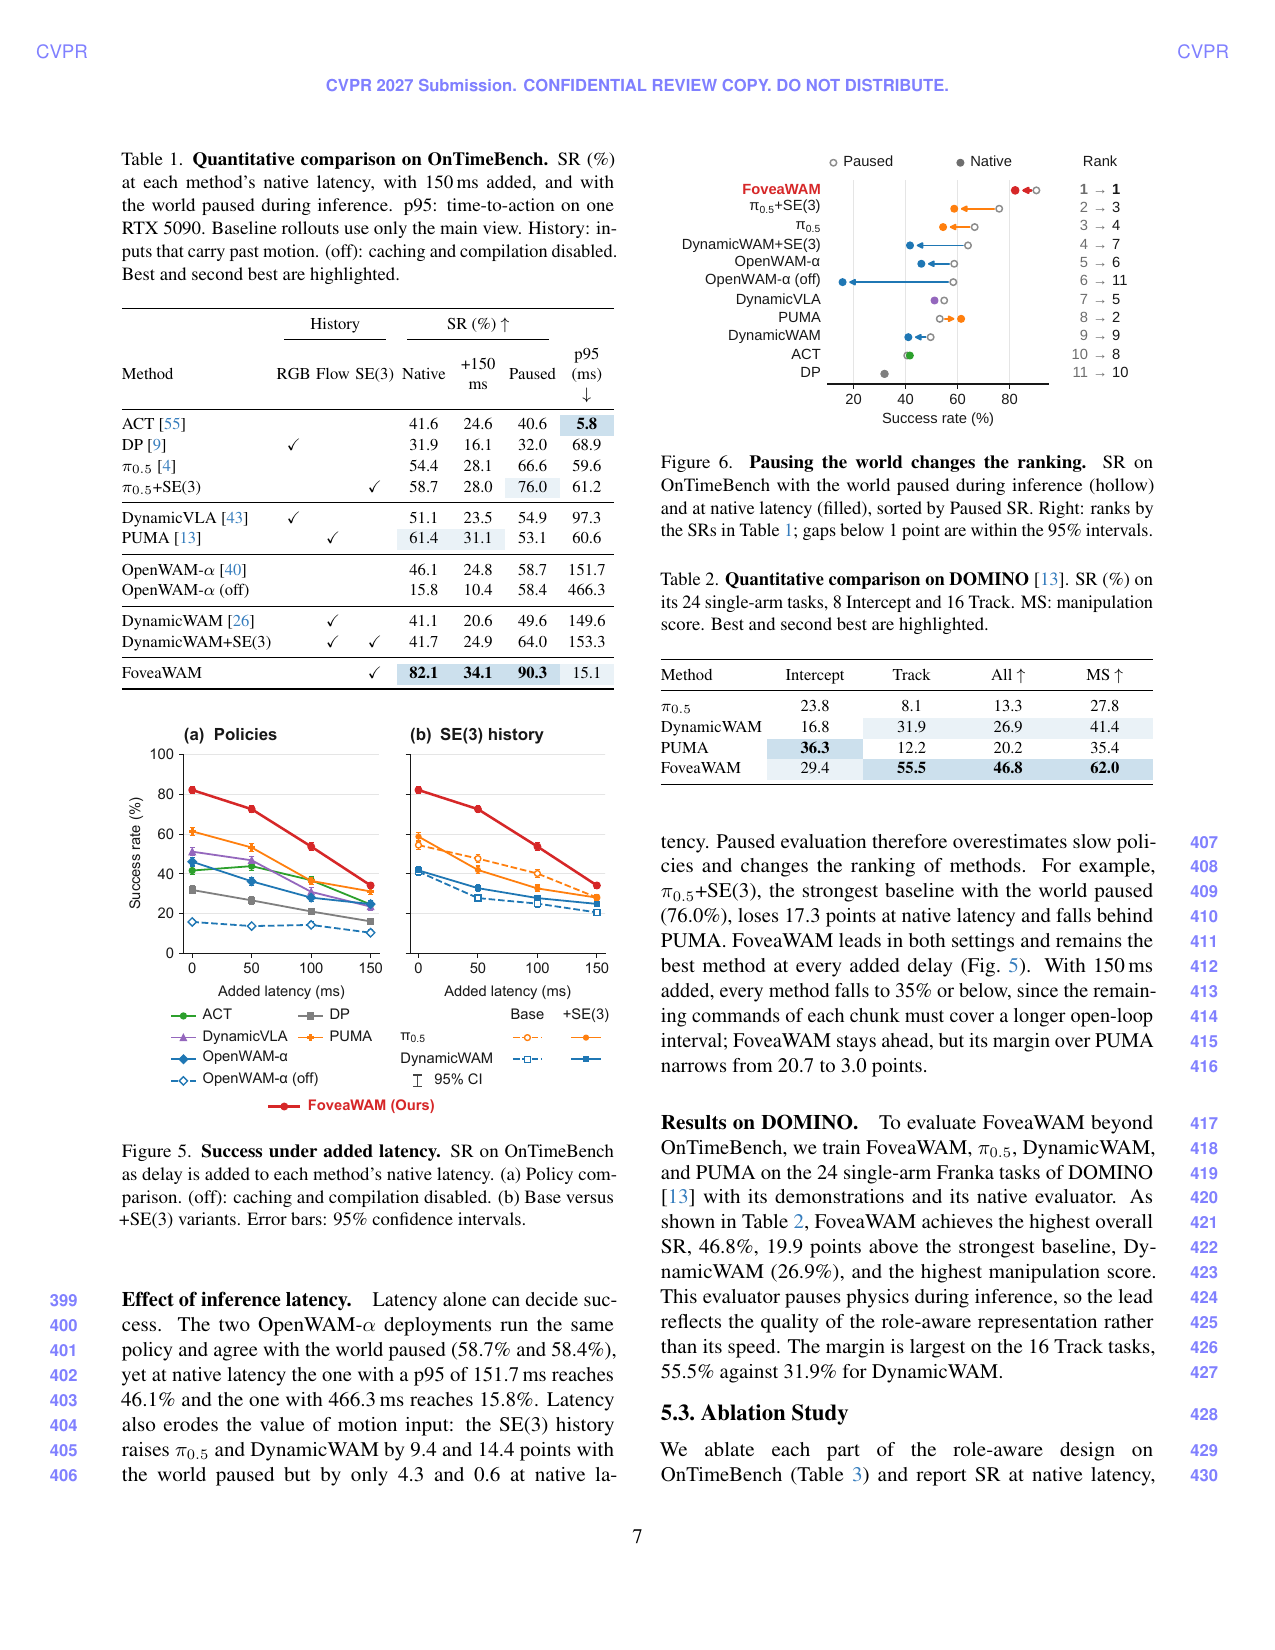 CVPR
CVPR
CVPR 2027 Submission. CONFIDENTIAL REVIEW COPY. DO NOT DISTRIBUTE.
Table 1. Quantitative comparison on OnTimeBench. SR (%)
at each method's native latency, with 150 ms added, and with
the world paused during inference. p95: time-to-action on one
RTX 5090. Baseline rollouts use only the main view. History: in-
puts that carry past motion. (off): caching and compilation disabled.
Best and second best are highlighted.
History SR (%) ↑
Method RGB Flow SE(3) Native +150 ms Paused p95 (ms) ↓
ACT [55] 41.6 24.6 40.6 5.8
DP [9] ✓ 31.9 16.1 32.0 68.9
π0.5 [4] 54.4 28.1 66.6 59.6
π0.5+SE(3) ✓ 58.7 28.0 76.0 61.2
DynamicVLA [43] ✓ 51.1 23.5 54.9 97.3
PUMA [13] ✓ 61.4 31.1 53.1 60.6
OpenWAM-α [40] 46.1 24.8 58.7 151.7
OpenWAM-α (off) 15.8 10.4 58.4 466.3
DynamicWAM [26] ✓ 41.1 20.6 49.6 149.6
DynamicWAM+SE(3) ✓ ✓ 41.7 24.9 64.0 153.3
FoveaWAM ✓ 82.1 34.1 90.3 15.1
(a) Policies
(b) SE(3) history
Success rate (%)
100
80
60
40
20
0
0 50 100 150
0 50 100 150
Added latency (ms)
Added latency (ms)
ACT DP
DynamicVLA PUMA
OpenWAM-α
OpenWAM-α (off)
Base +SE(3)
π0.5
DynamicWAM
95% CI
FoveaWAM (Ours)
Figure 5. Success under added latency. SR on OnTimeBench
as delay is added to each method's native latency. (a) Policy com-
parison. (off): caching and compilation disabled. (b) Base versus
+SE(3) variants. Error bars: 95% confidence intervals.
399 Effect of inference latency. Latency alone can decide suc-
400 cess. The two OpenWAM-α deployments run the same
401 policy and agree with the world paused (58.7% and 58.4%),
402 yet at native latency the one with a p95 of 151.7 ms reaches
403 46.1% and the one with 466.3 ms reaches 15.8%. Latency
404 also erodes the value of motion input: the SE(3) history
405 raises π0.5 and DynamicWAM by 9.4 and 14.4 points with
406 the world paused but by only 4.3 and 0.6 at native la-
Paused Native Rank
FoveaWAM 1 → 1
π0.5+SE(3) 2 → 3
π0.5 3 → 4
DynamicWAM+SE(3) 4 → 7
OpenWAM-α 5 → 6
OpenWAM-α (off) 6 → 11
DynamicVLA 7 → 5
PUMA 8 → 2
DynamicWAM 9 → 9
ACT 10 → 8
DP 11 → 10
20 40 60 80
Success rate (%)
Figure 6. Pausing the world changes the ranking. SR on
OnTimeBench with the world paused during inference (hollow)
and at native latency (filled), sorted by Paused SR. Right: ranks by
the SRs in Table 1; gaps below 1 point are within the 95% intervals.
Table 2. Quantitative comparison on DOMINO [13]. SR (%) on
its 24 single-arm tasks, 8 Intercept and 16 Track. MS: manipulation
score. Best and second best are highlighted.
Method Intercept Track All ↑ MS ↑
π0.5 23.8 8.1 13.3 27.8
DynamicWAM 16.8 31.9 26.9 41.4
PUMA 36.3 12.2 20.2 35.4
FoveaWAM 29.4 55.5 46.8 62.0
tency. Paused evaluation therefore overestimates slow poli- 407
cies and changes the ranking of methods. For example, 408
π0.5+SE(3), the strongest baseline with the world paused 409
(76.0%), loses 17.3 points at native latency and falls behind 410
PUMA. FoveaWAM leads in both settings and remains the 411
best method at every added delay (Fig. 5). With 150 ms 412
added, every method falls to 35% or below, since the remain- 413
ing commands of each chunk must cover a longer open-loop 414
interval; FoveaWAM stays ahead, but its margin over PUMA 415
narrows from 20.7 to 3.0 points. 416
Results on DOMINO. To evaluate FoveaWAM beyond 417
OnTimeBench, we train FoveaWAM, π0.5, DynamicWAM, 418
and PUMA on the 24 single-arm Franka tasks of DOMINO 419
[13] with its demonstrations and its native evaluator. As 420
shown in Table 2, FoveaWAM achieves the highest overall 421
SR, 46.8%, 19.9 points above the strongest baseline, Dy- 422
namicWAM (26.9%), and the highest manipulation score. 423
This evaluator pauses physics during inference, so the lead 424
reflects the quality of the role-aware representation rather 425
than its speed. The margin is largest on the 16 Track tasks, 426
55.5% against 31.9% for DynamicWAM. 427
5.3. Ablation Study 428
We ablate each part of the role-aware design on 429
OnTimeBench (Table 3) and report SR at native latency, 430
7